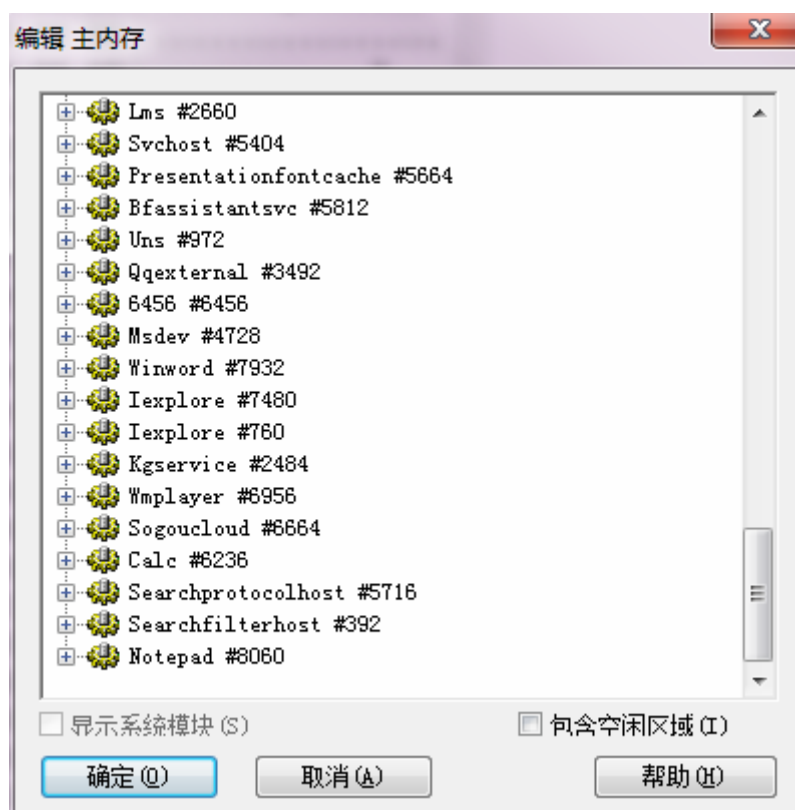 编辑 主内存
Lms #2660
Svchost #5404
Presentationfontcache #5664
Bfassistantsvc #5812
Uns #972
Qqexternal #3492
6456 #6456
Msdev #4728
Winword #7932
Iexplore #7480
Iexplore #760
Kgservice #2484
Wmplayer #6956
Sogoucloud #6664
Calc #6236
Searchprotocolhost #5716
Searchfilterhost #392
Notepad #8060
显示系统模块(S) 包含空闲区域(I)
确定(O) 取消(A) 帮助(H)